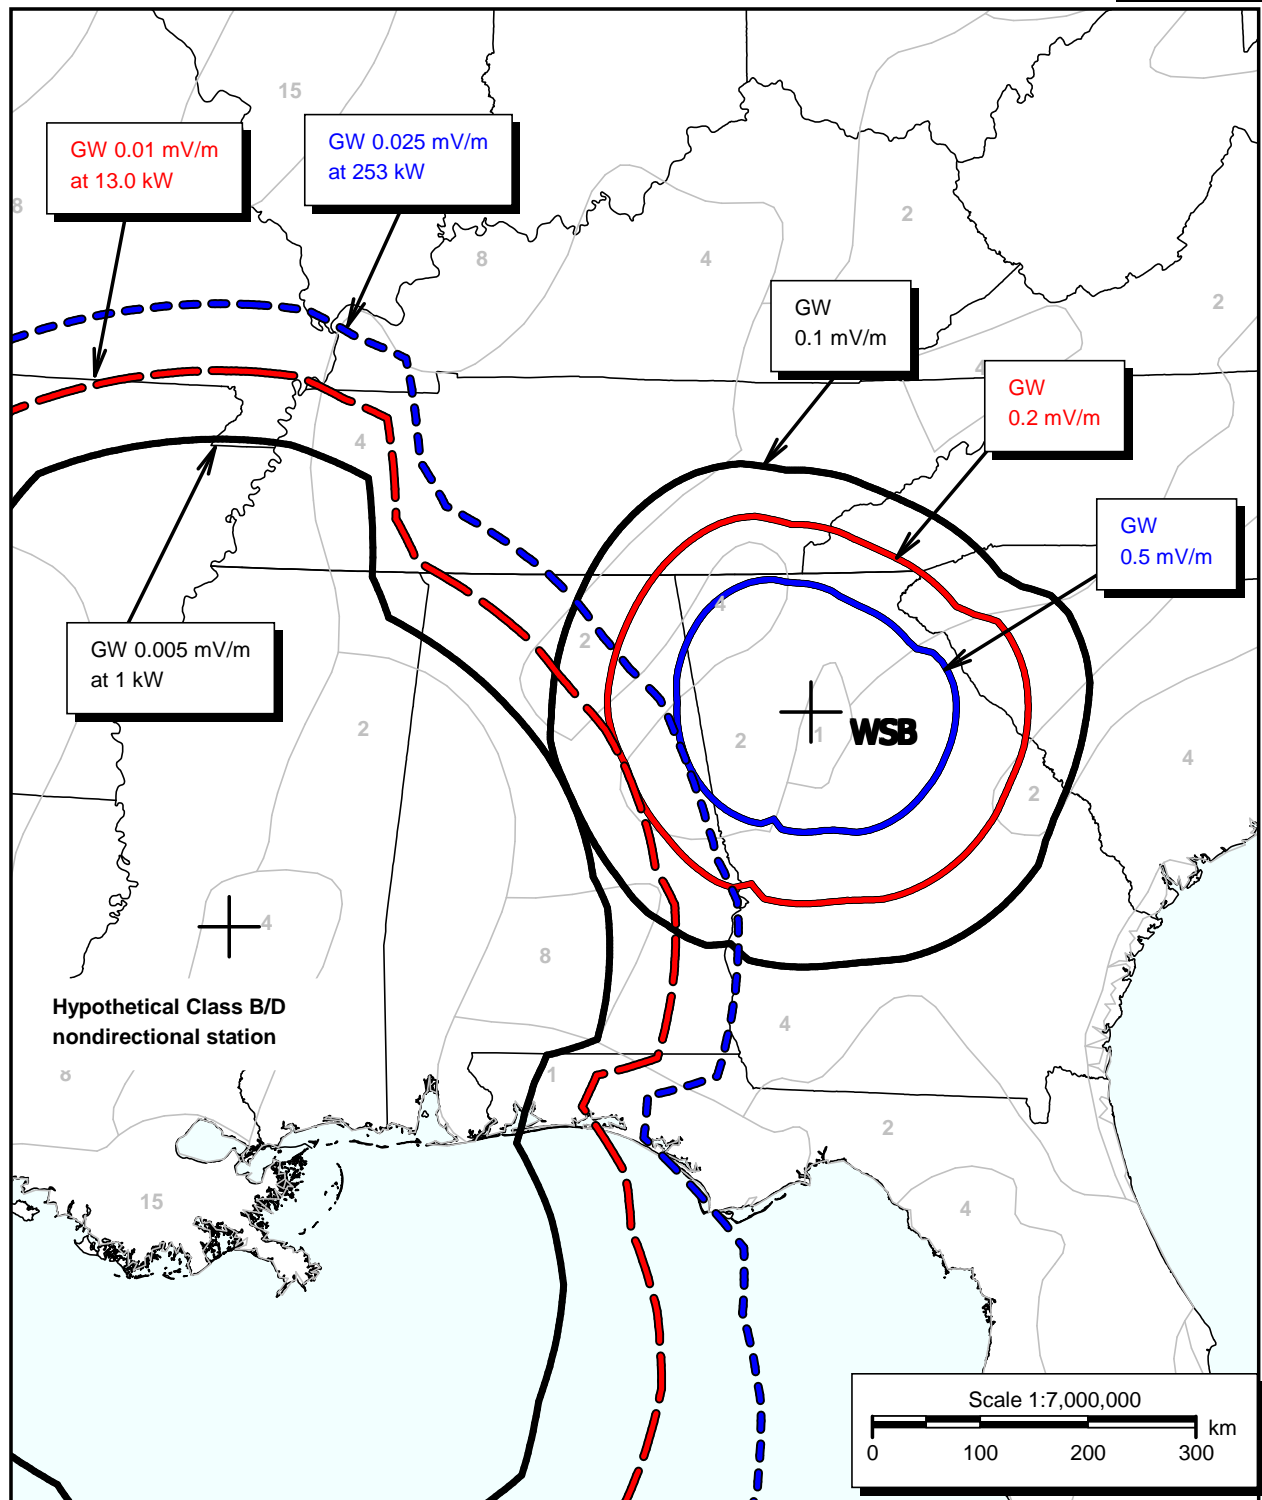 15
GW 0.01 mV/m
at 13.0 kW
GW 0.025 mV/m
at 253 kW
8
2
8
4
2
GW
0.1 mV/m
4
GW
0.2 mV/m
4
GW
0.5 mV/m
4
2
GW 0.005 mV/m
at 1 kW
2
2
1
WSB
4
2
4
8
Hypothetical Class B/D
nondirectional station
4
8
1
2
15
4
Scale 1:7,000,000
km
0 100 200 300